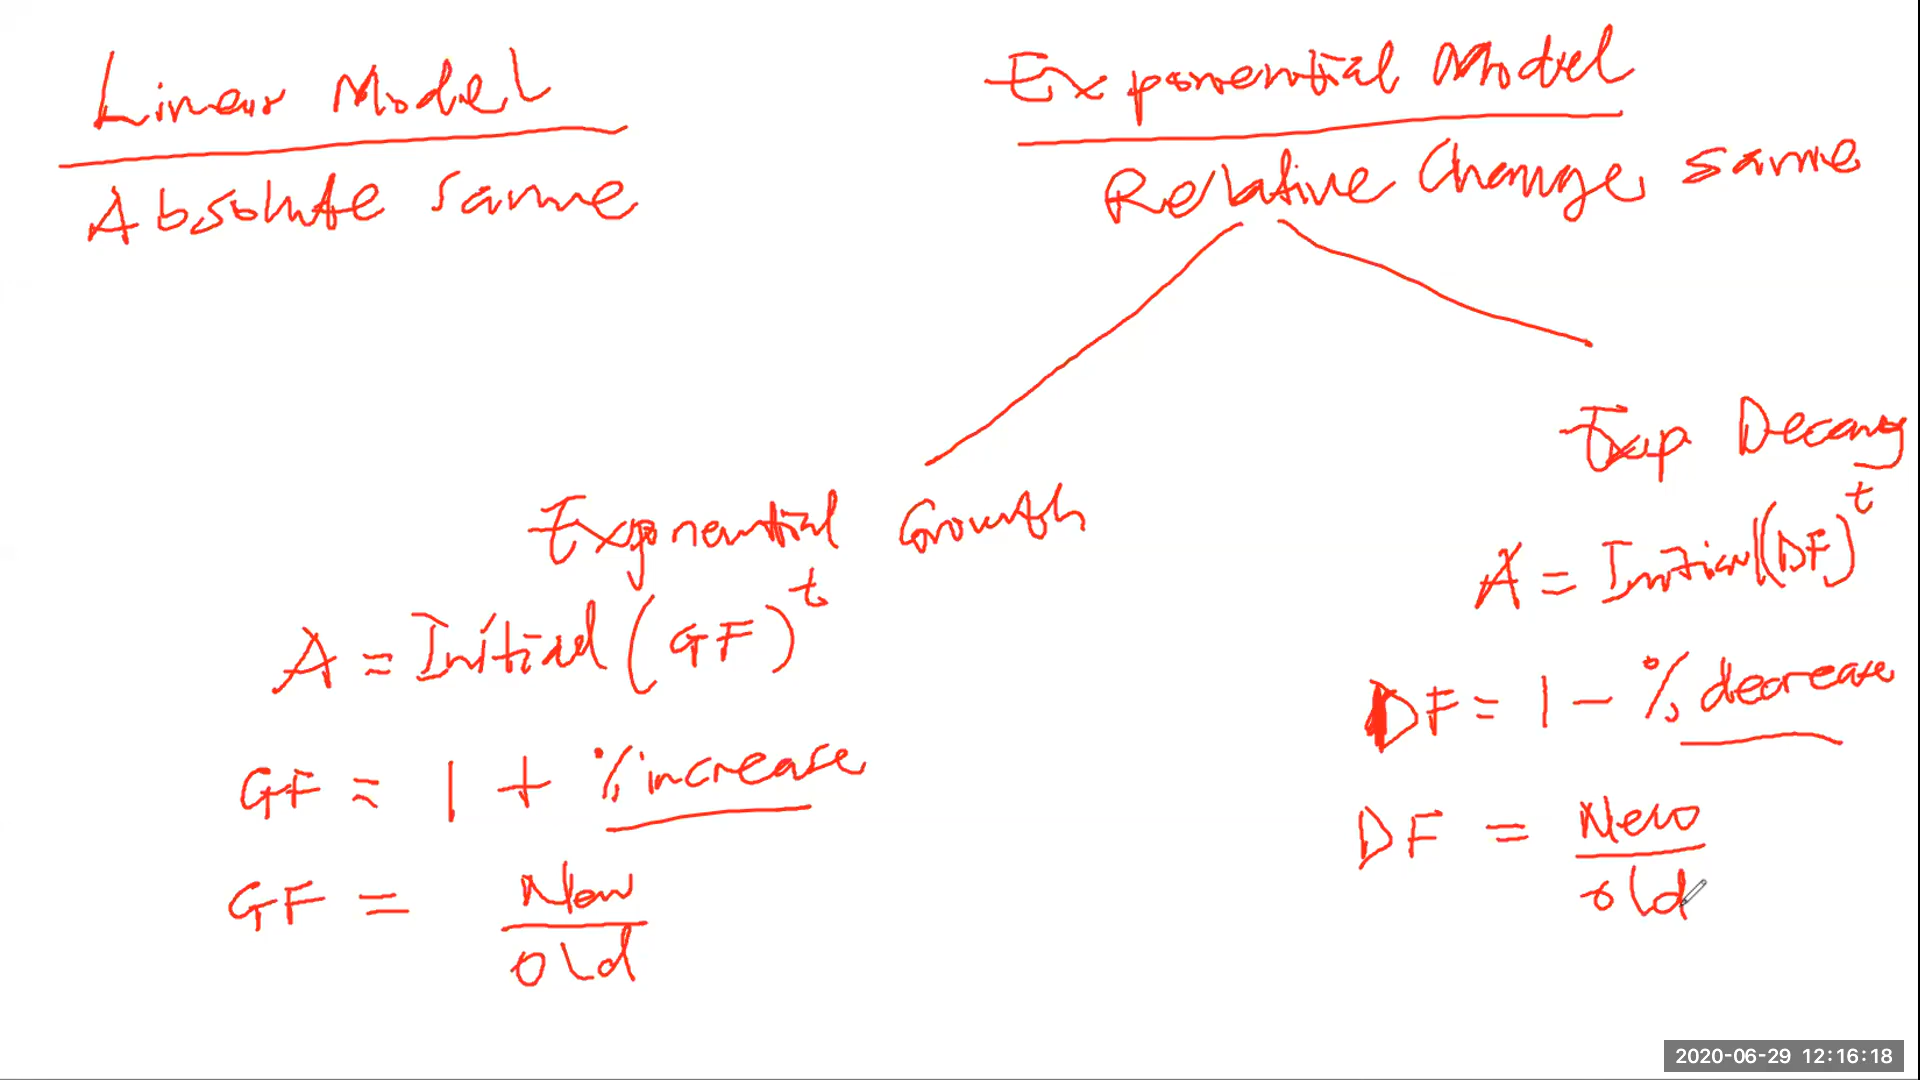 Linear Model
Absolute same
Exponential Model
Relative Change same
Exponential Growth
A = Initial (GF)^t
GF = 1 + % increase
GF = New
Old
Exp Decay
A = Initial (DF)^t
DF = 1 - % decrease
DF = New
old
2020-06-29 12:16:18